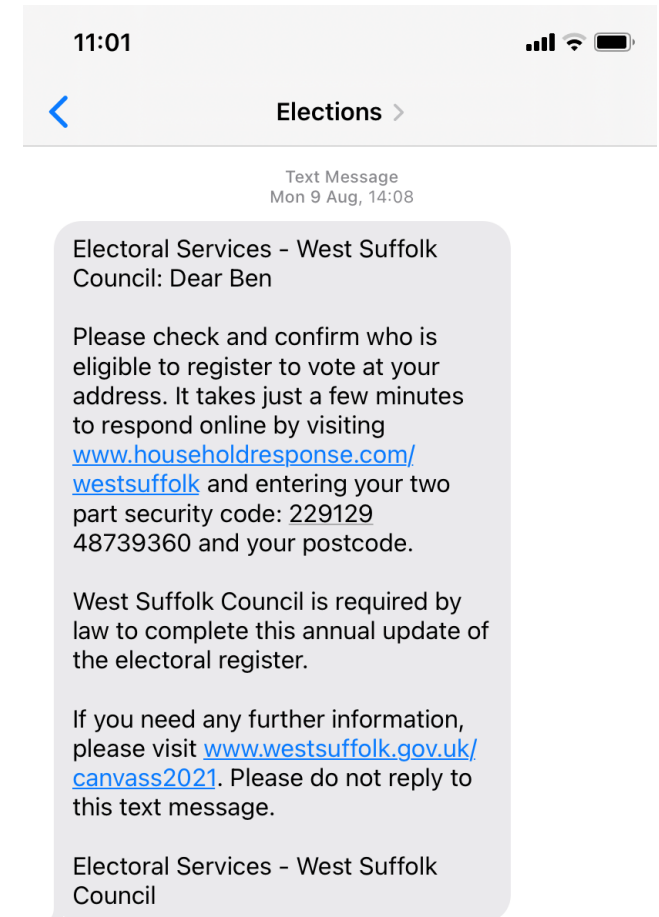 11:01
Elections
Text Message
Mon 9 Aug, 14:08
Electoral Services - West Suffolk
Council: Dear Ben
Please check and confirm who is
eligible to register to vote at your
address. It takes just a few minutes
to respond online by visiting
www.householdresponse.com/
westsuffolk and entering your two
part security code: 229129
48739360 and your postcode.
West Suffolk Council is required by
law to complete this annual update of
the electoral register.
If you need any further information,
please visit www.westsuffolk.gov.uk/
canvass2021. Please do not reply to
this text message.
Electoral Services - West Suffolk
Council